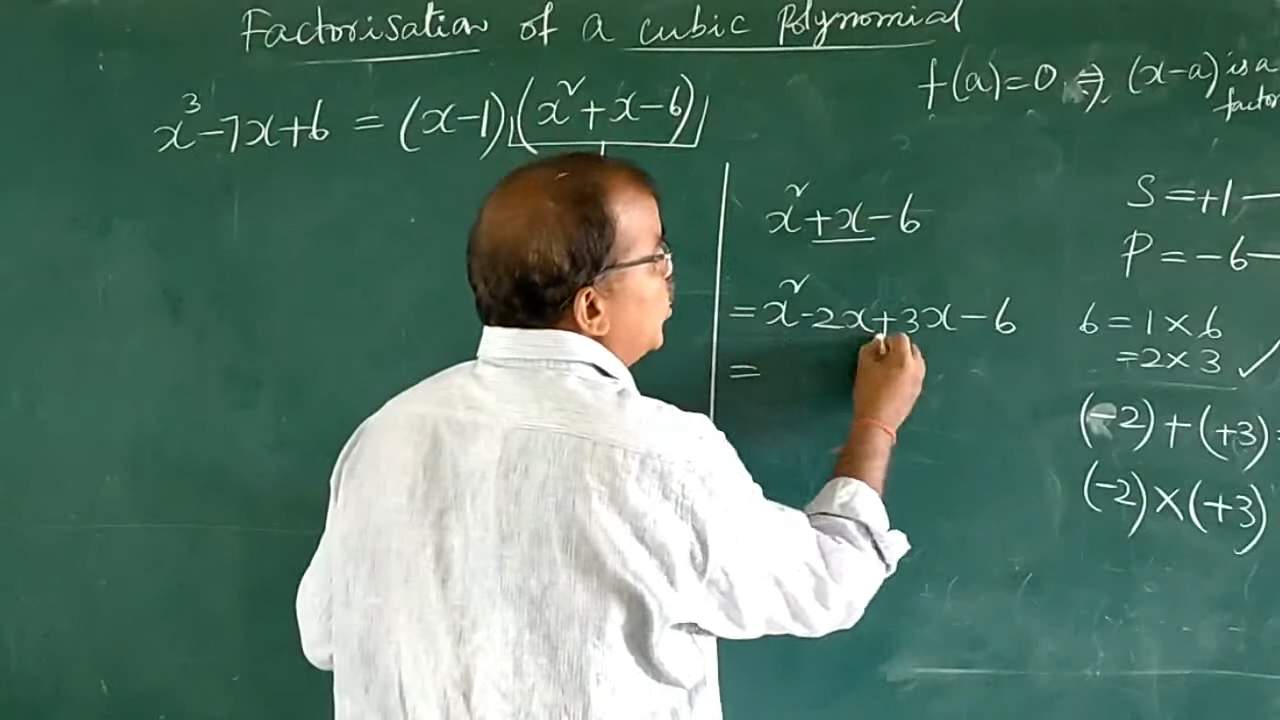 Factorisation of a cubic Polynomial
f(a)=0 ⇒ (x-a) is a factor
x³-7x+6 = (x-1)(x²+x-6)
x²+x-6
= x²-2x+3x-6
=
S = +1 —
P = -6 —
6 = 1 × 6
= 2 × 3 ✓
(-2)+(+3)=
(-2)×(+3)